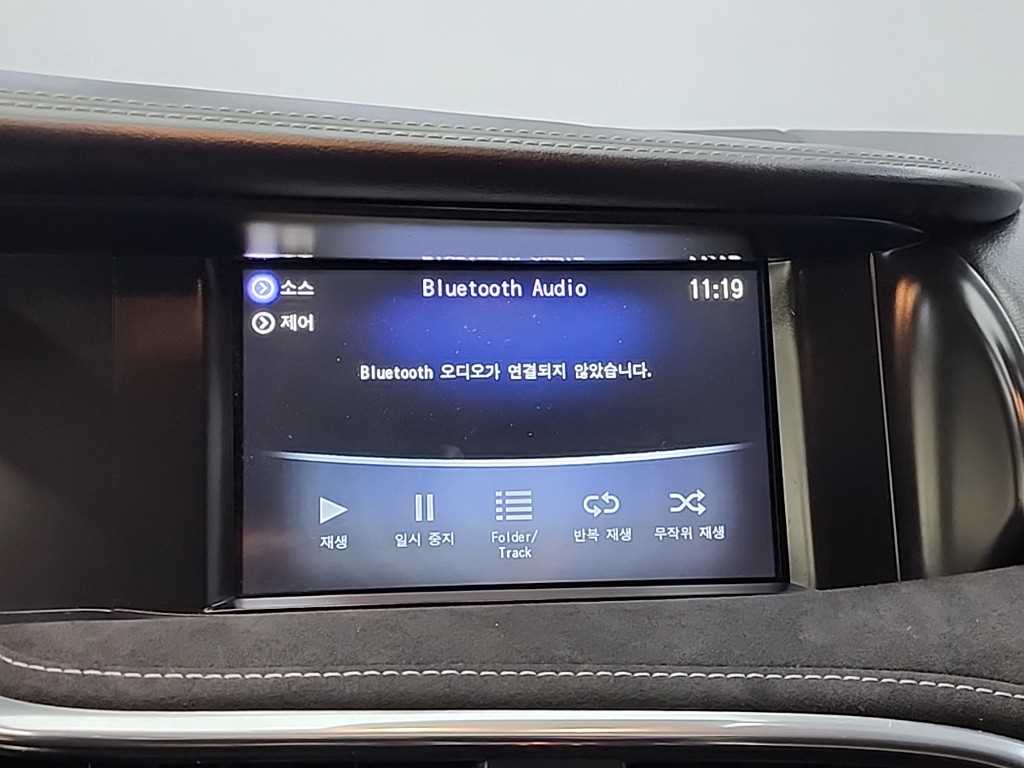 소스
Bluetooth Audio
11:19
제어
Bluetooth 오디오가 연결되지 않았습니다.
재생
일시 중지
Folder/
Track
반복 재생
무작위 재생